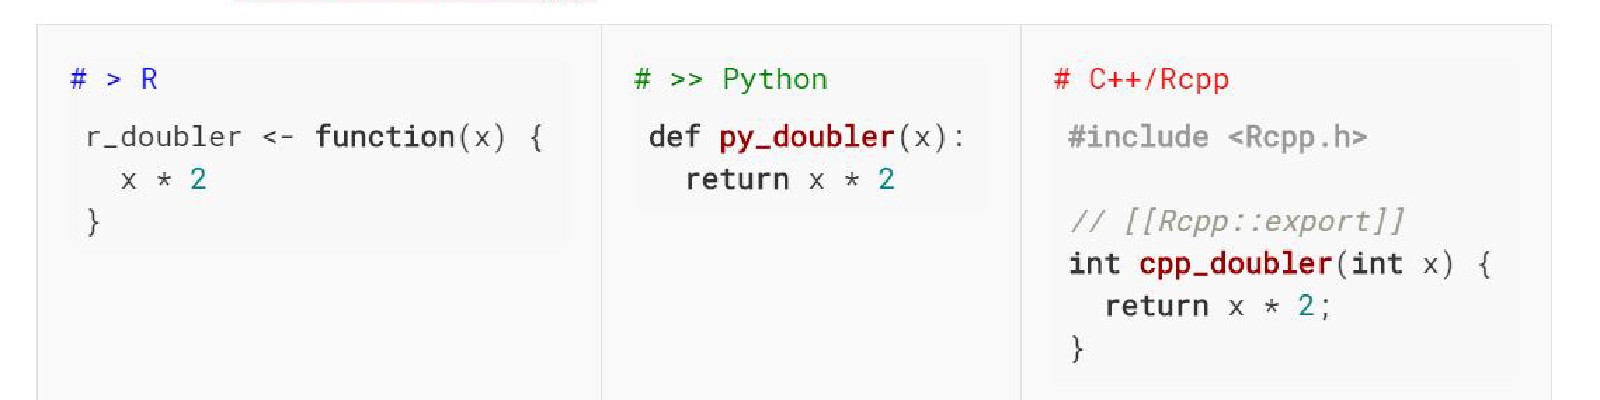 # > R
r_doubler <- function(x) {
  x * 2
}
# >> Python
def py_doubler(x):
  return x * 2
# C++/Rcpp
#include <Rcpp.h>

// [[Rcpp::export]]
int cpp_doubler(int x) {
  return x * 2;
}